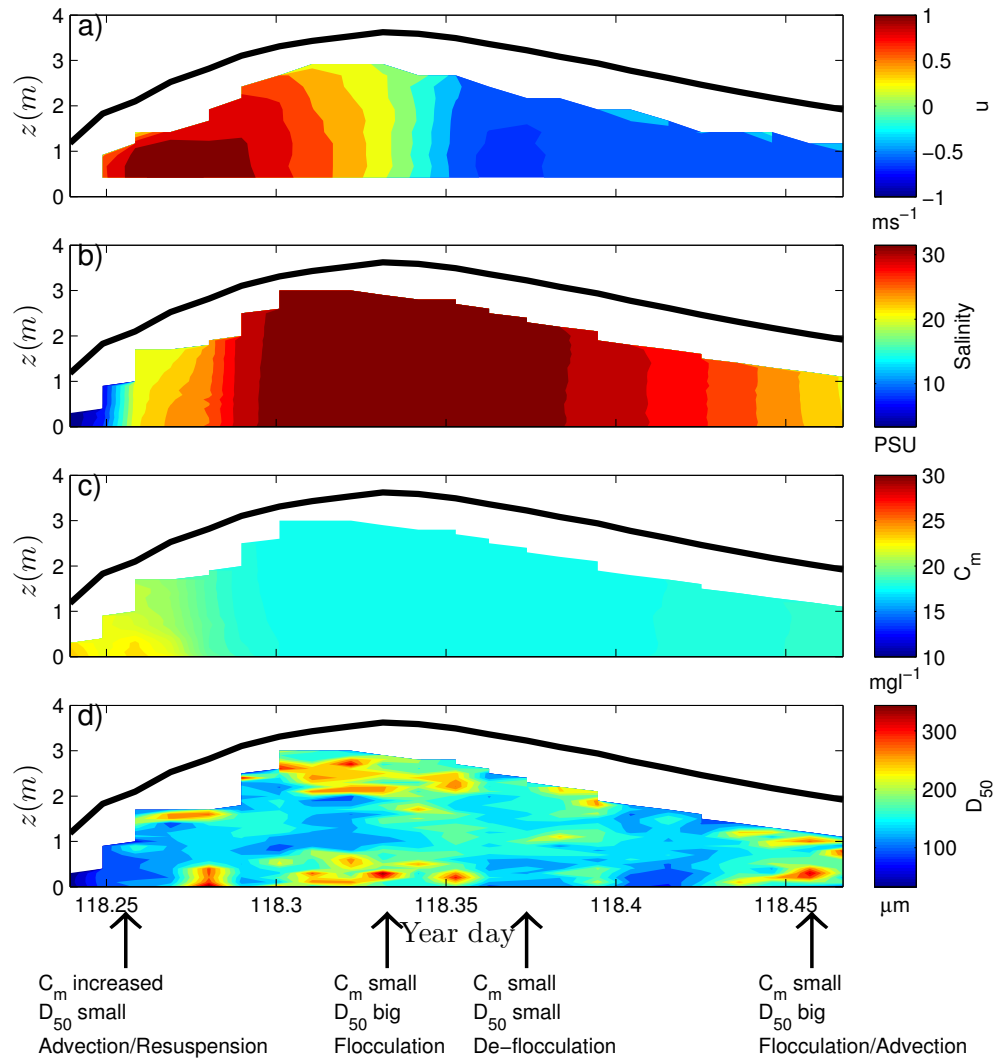 a)
z(m)
4
3
2
1
0
1
0.5
0
−0.5
−1
u
ms⁻¹
b)
z(m)
4
3
2
1
0
30
20
10
Salinity
PSU
c)
z(m)
4
3
2
1
0
30
25
20
15
10
C_m
mgl⁻¹
d)
z(m)
4
3
2
1
0
300
200
100
D_50
μm
118.25 118.3 118.35 118.4 118.45
Year day
C_m increased
D_50 small
Advection/Resuspension
C_m small
D_50 big
Flocculation
C_m small
D_50 small
De−flocculation
C_m small
D_50 big
Flocculation/Advection